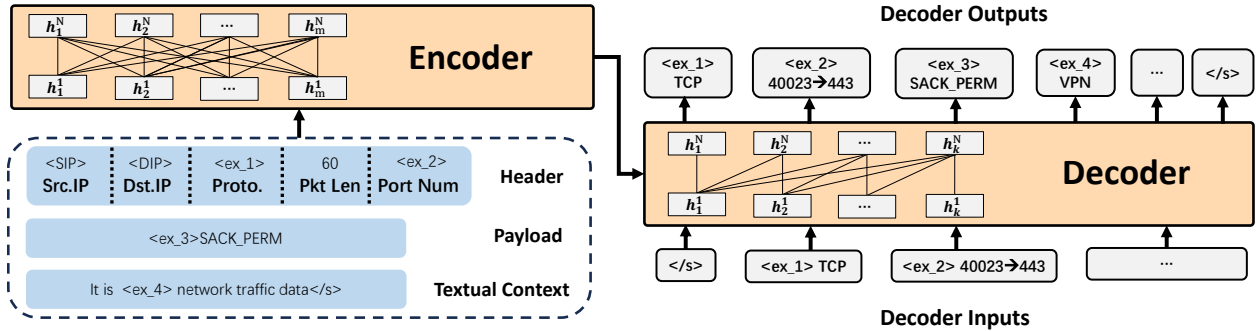 h₁ᴺ h₂ᴺ ... hₘᴺ
Encoder
h₁¹ h₂¹ ... hₘ¹
<SIP> <DIP> <ex_1> 60 <ex_2>
Src.IP Dst.IP Proto. Pkt Len Port Num
Header
<ex_3>SACK_PERM
Payload
It is <ex_4> network traffic data</s>
Textual Context
Decoder Outputs
<ex_1> <ex_2> <ex_3> <ex_4> ... </s>
TCP 40023→443 SACK_PERM VPN
h₁ᴺ h₂ᴺ ... hₖᴺ
Decoder
h₁¹ h₂¹ ... hₖ¹
</s> <ex_1> TCP <ex_2> 40023→443 ...
Decoder Inputs